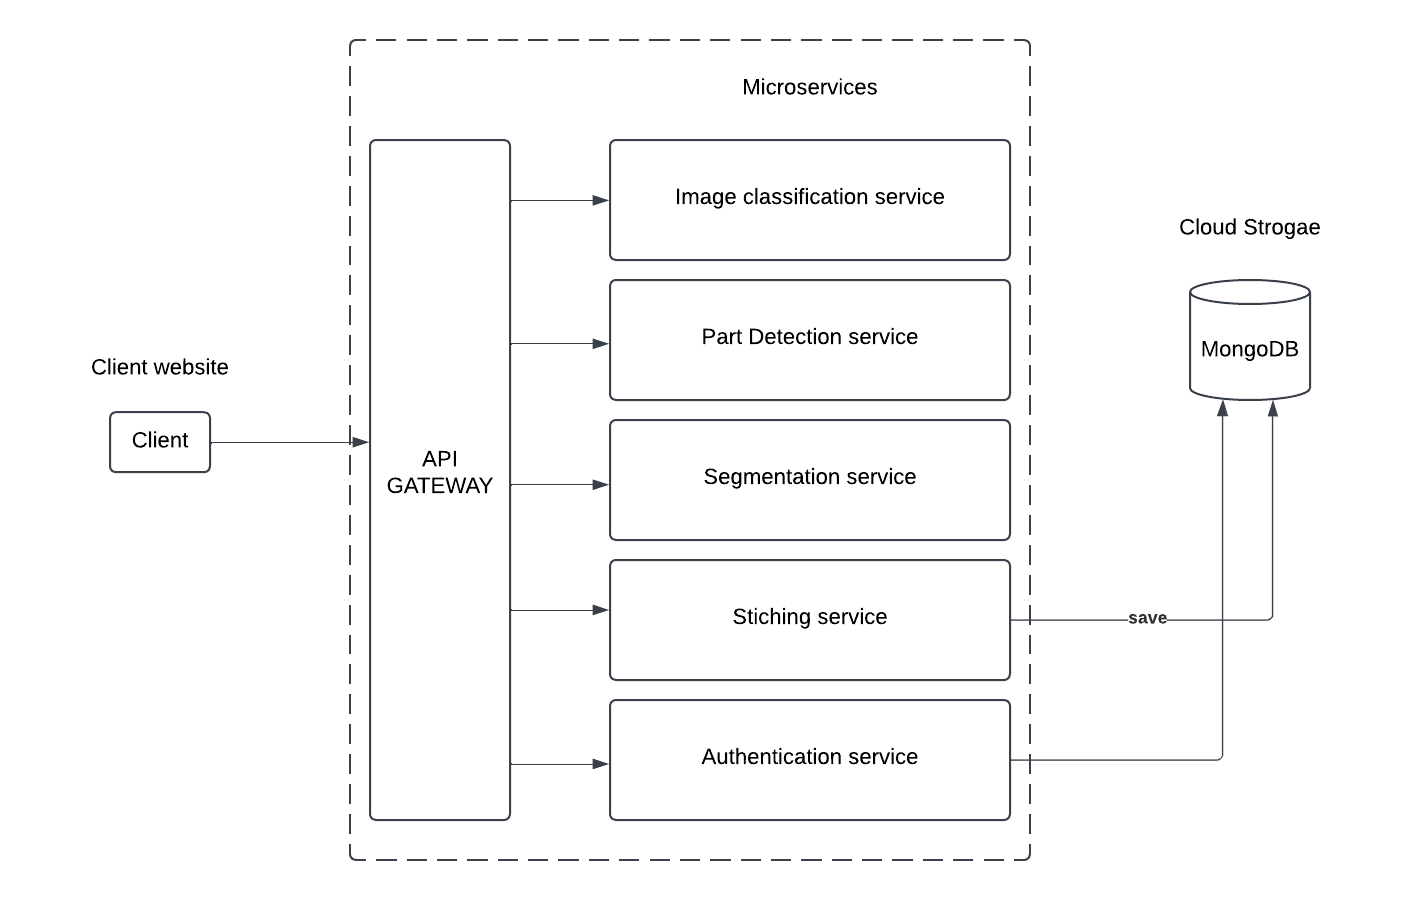 Microservices
Image classification service
Cloud Strogae
Part Detection service
MongoDB
Client website
Client
API
GATEWAY
Segmentation service
Stiching service
save
Authentication service